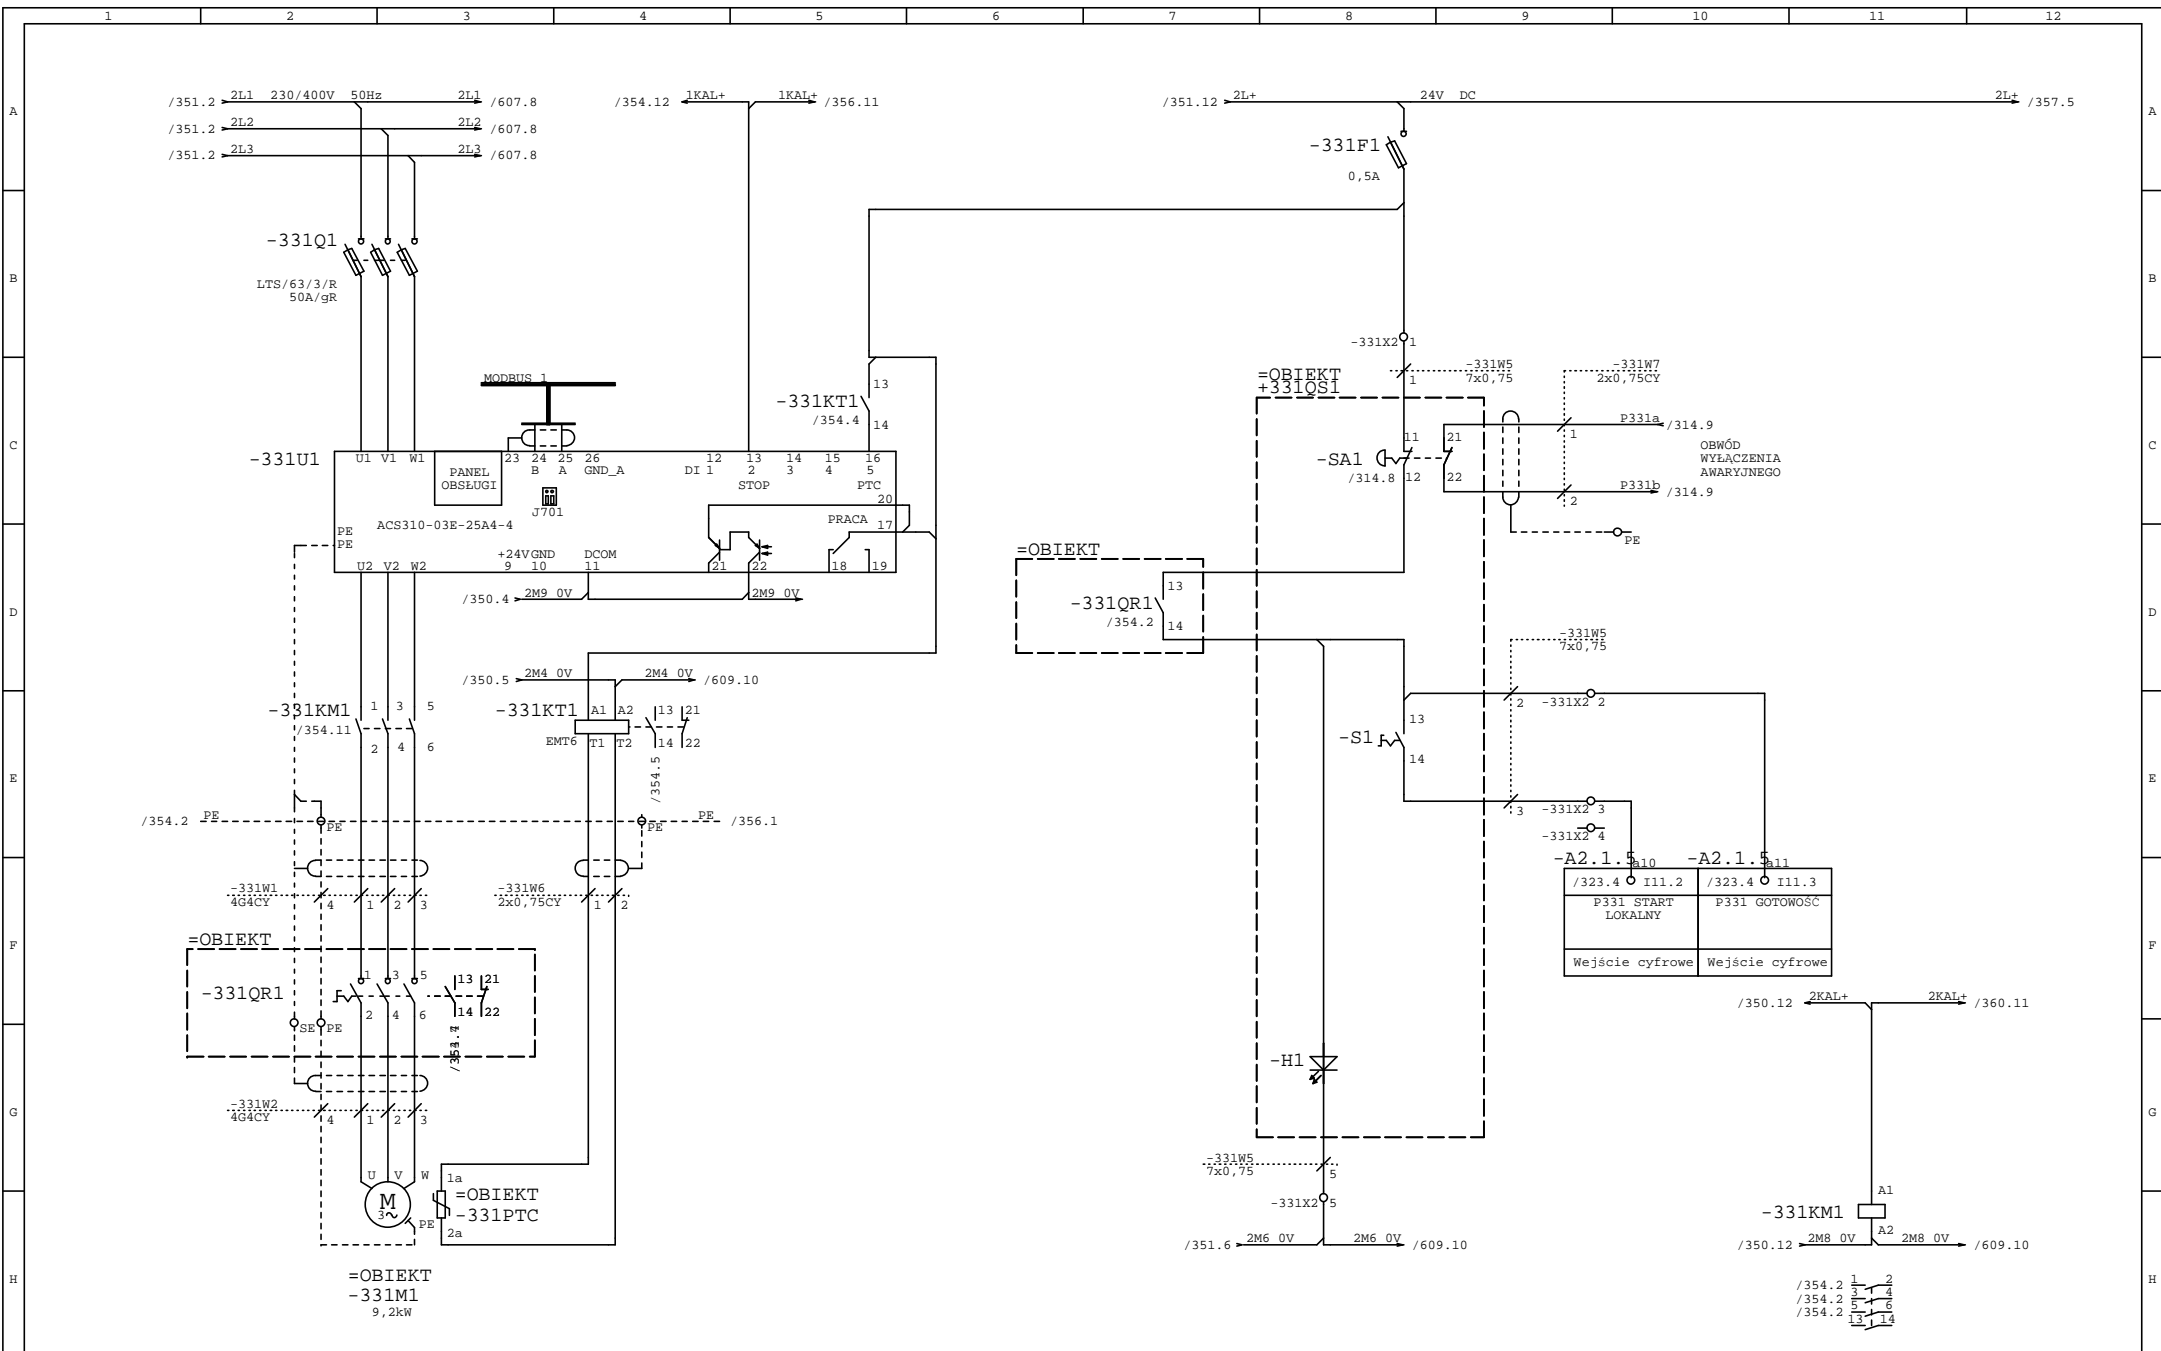 1 2 3 4 5 6 7 8 9 10 11 12
A A
B B
C C
D D
E E
F F
G G
H H
/351.2 2L1 230/400V 50Hz 2L1 /607.8
/351.2 2L2 2L2 /607.8
/351.2 2L3 2L3 /607.8
/354.12 1KAL+ 1KAL+ /356.11
/351.12 2L+ 24V DC 2L+ /357.5
-331F1
0,5A
-331Q1
LTS/63/3/R
50A/gR
-331X2 1
MODBUS 1
13
-331KT1
/354.4
14
=OBIEKT
+331QS1
-331W5
7x0,75
1
-331W7
2x0,75CY
P331a /314.9
1
OBWÓD
WYŁĄCZENIA
AWARYJNEGO
11 21
-SA1
/314.8 12 22
P331b /314.9
2
PE
-331U1
U1 V1 W1
PANEL
OBSŁUGI
23 24 25 26
B A GND_A
J701
12 13 14 15 16
DI 1 2 3 4 5
STOP PTC
20
PRACA 17
ACS310-03E-25A4-4
PE
PE
+24V GND DCOM
9 10 11
U2 V2 W2
21 22 18 19
/350.4 2M9 0V 2M9 0V
=OBIEKT
13
-331QR1
/354.2 14
-331W5
7x0,75
/350.5 2M4 0V 2M4 0V /609.10
-331KM1
/354.11
1 3 5
2 4 6
-331KT1 A1 A2 13 21
EMT6 T1 T2 14 22
/354.5
2 -331X2 2
13
-S1
14
3 -331X2 3
-331X2 4
/354.2 PE PE PE PE /356.1
-331W1
4G4CY
4 1 2 3
-331W6
2x0,75CY
1 2
-A2.1.5 a10 -A2.1.5 a11
/323.4 I11.2 /323.4 I11.3
P331 START
LOKALNY
P331 GOTOWOŚĆ
Wejście cyfrowe Wejście cyfrowe
=OBIEKT
-331QR1
1 3 5 13 21
2 4 6 14 22
SE PE
/350.12 2KAL+ 2KAL+ /360.11
-H1
-331W2
4G4CY
4 1 2 3
-331W5
7x0,75
5
-331X2 5
U V W
M
3~
PE
1a
=OBIEKT
-331PTC
2a
/351.6 2M6 0V 2M6 0V /609.10
A1
-331KM1
A2
/350.12 2M8 0V 2M8 0V /609.10
=OBIEKT
-331M1
9,2kW
/354.2 1 2
/354.2 3 4
/354.2 5 6
13 14